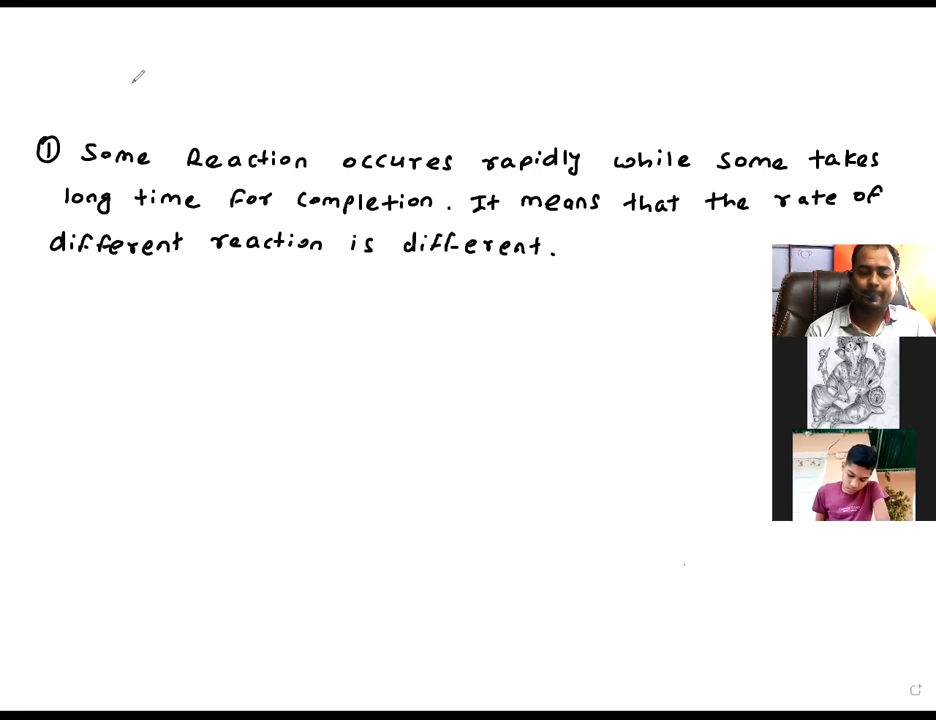 ① Some Reaction occures rapidly while some takes
long time for completion. It means that the rate of
different reaction is different.